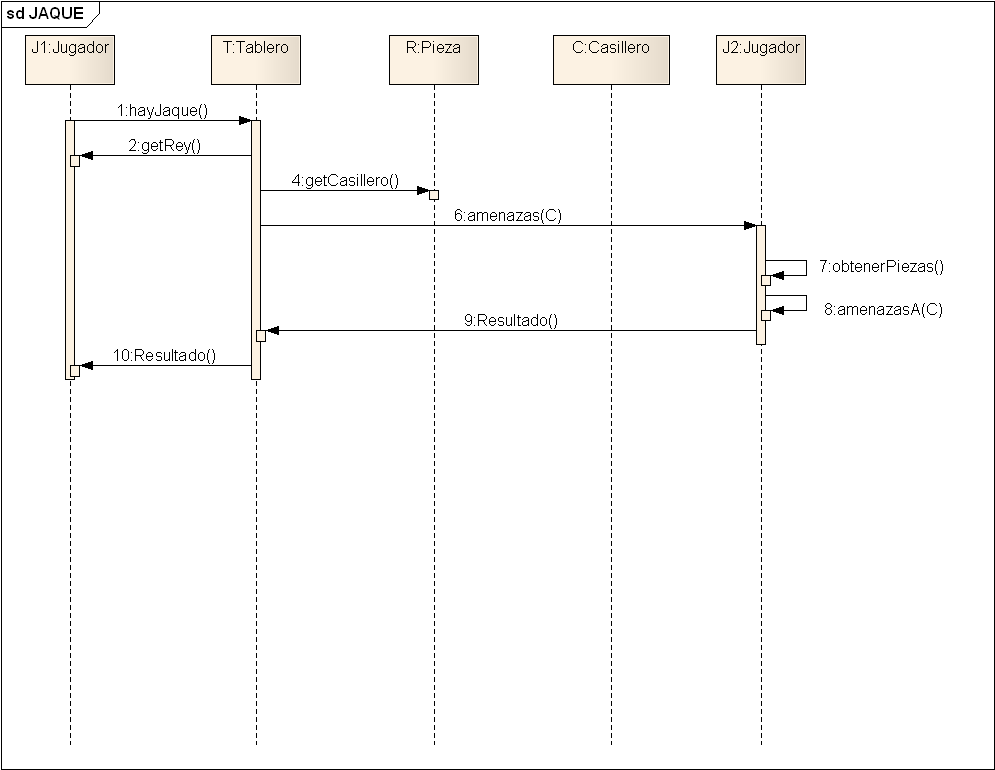 sd JAQUE
J1:Jugador
T:Tablero
R:Pieza
C:Casillero
J2:Jugador
1:hayJaque()
2:getRey()
4:getCasillero()
6:amenazas(C)
7:obtenerPiezas()
8:amenazasA(C)
9:Resultado()
10:Resultado()